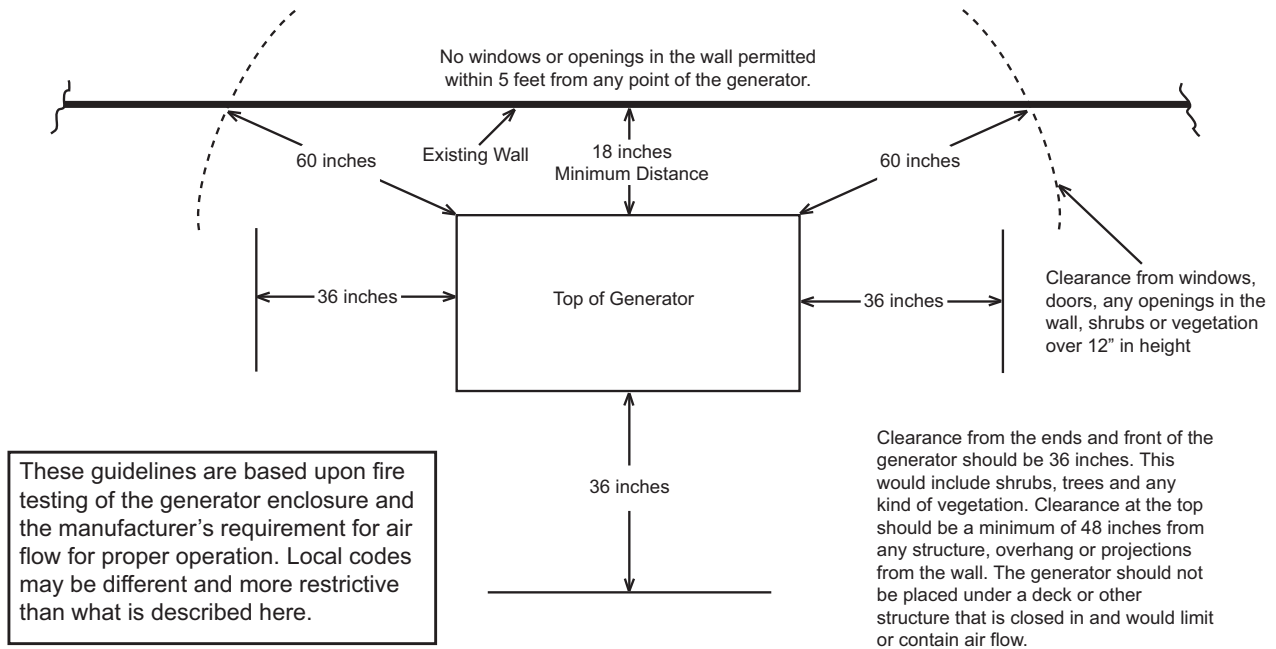 No windows or openings in the wall permitted
within 5 feet from any point of the generator.
60 inches
Existing Wall
18 inches
Minimum Distance
60 inches
36 inches
Top of Generator
36 inches
Clearance from windows,
doors, any openings in the
wall, shrubs or vegetation
over 12” in height
36 inches
These guidelines are based upon fire
testing of the generator enclosure and
the manufacturer’s requirement for air
flow for proper operation. Local codes
may be different and more restrictive
than what is described here.
Clearance from the ends and front of the
generator should be 36 inches. This
would include shrubs, trees and any
kind of vegetation. Clearance at the top
should be a minimum of 48 inches from
any structure, overhang or projections
from the wall. The generator should not
be placed under a deck or other
structure that is closed in and would limit
or contain air flow.